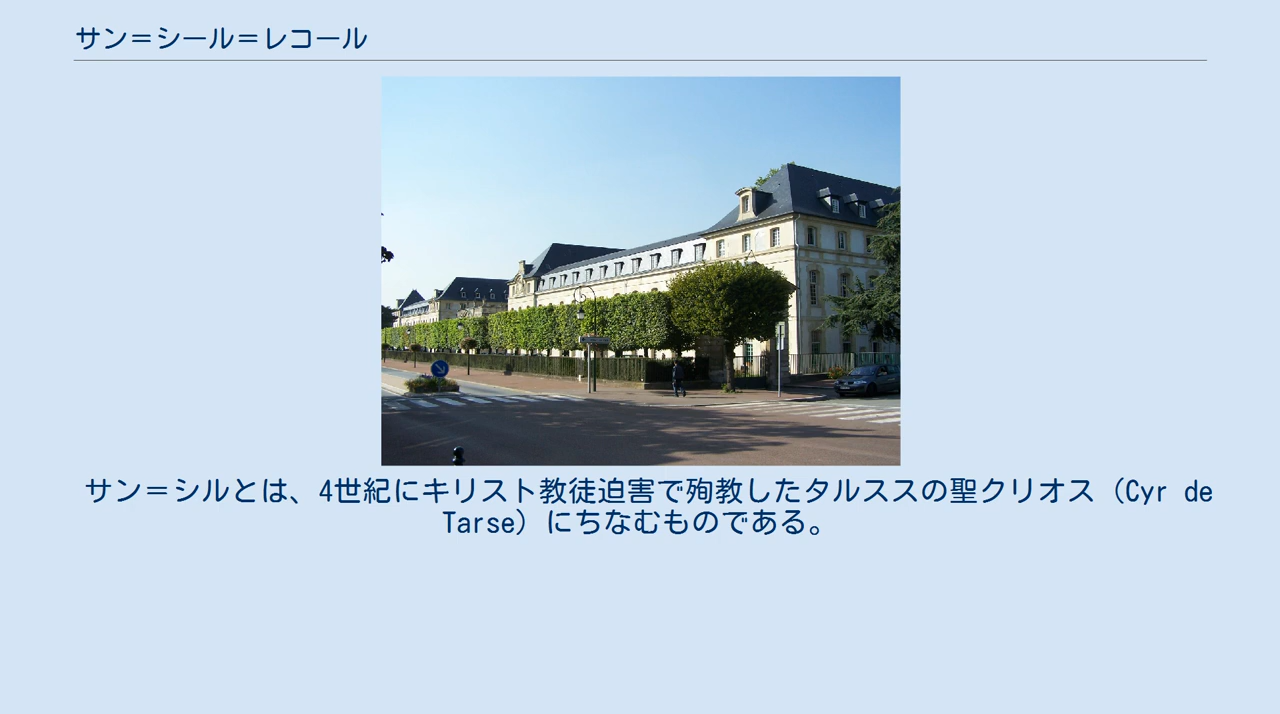 サン＝シール＝レコール
サン＝シルとは、4世紀にキリスト教徒迫害で殉教したタルススの聖クリオス（Cyr de
Tarse）にちなむものである。